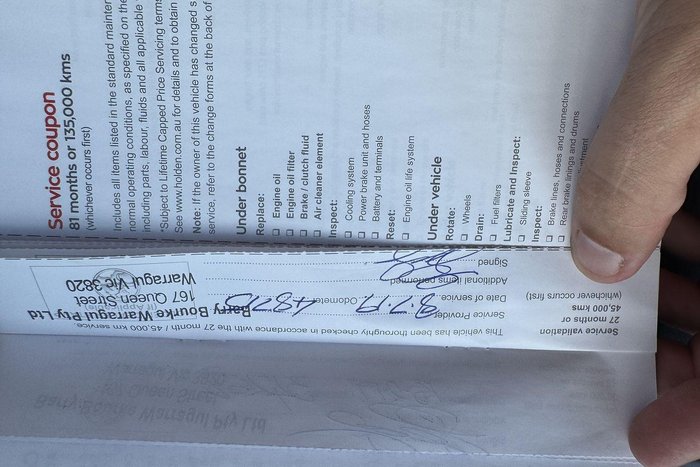 Service coupon
81 months or 135,000 kms
(whichever occurs first)
Includes all items listed in the standard mainten
normal operating conditions, as specified on the
including parts, labour, fluids and all applicable
*Subject to Lifetime Capped Price Servicing terms
See www.holden.com.au for details and to obtain
Note: If the owner of this vehicle has changed s
service, refer to the change forms at the back of
Under bonnet
Replace:
Engine oil
Engine oil filter
Brake / clutch fluid
Air cleaner element
Inspect:
Cooling system
Power brake unit and hoses
Battery and terminals
Reset:
Engine oil life system
Under vehicle
Rotate:
Wheels
Drain:
Fuel filters
Lubricate and Inspect:
Sliding sleeve
Inspect:
Brake lines, hoses and connections
Rear brake linings and drums
Service validation
27 months or
45,000 kms
(whichever occurs first)
This vehicle has been thoroughly checked in accordance with the 27 month / 45,000 km service.
Service Provider Barry Bourke Warragul Pty Ltd
167 Queen Street
Warragul Vic 3820
Date of service 8.7.19 Odometer
Additional items performed
Signed